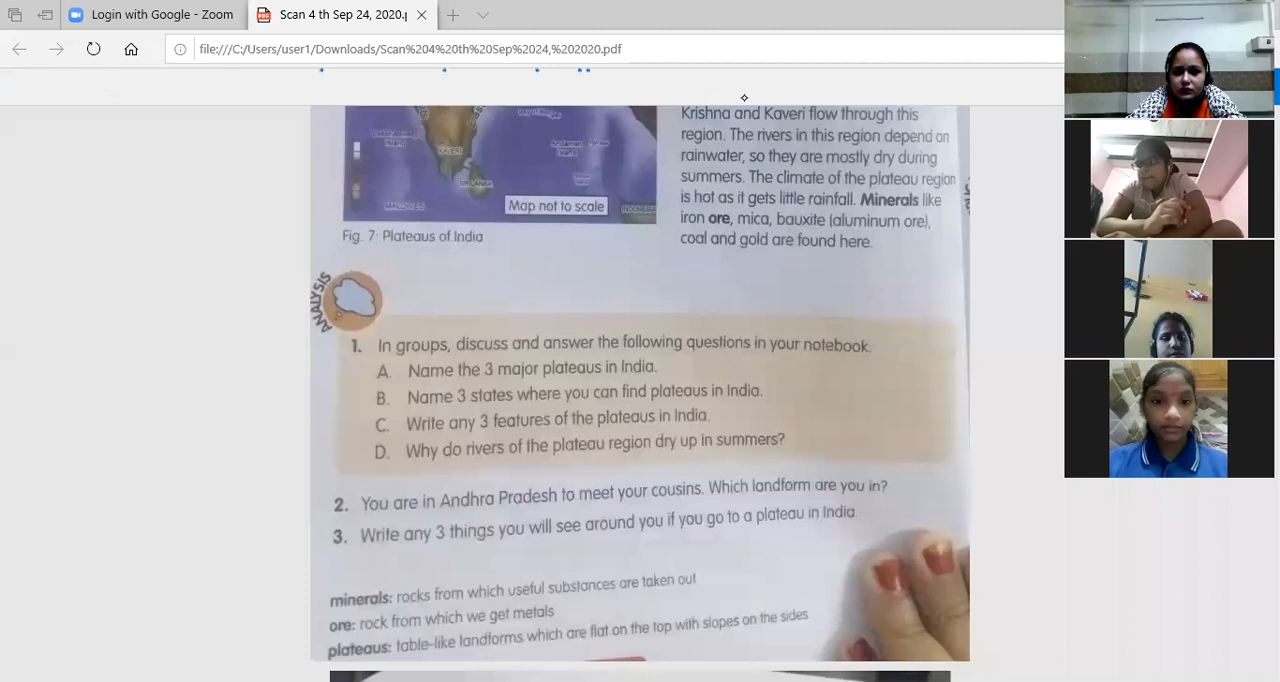 Login with Google - Zoom
Scan 4 th Sep 24, 2020.p
file:///C:/Users/user1/Downloads/Scan%204%20th%20Sep%2024,%202020.pdf
KAVERI
SRI LANKA
MALDIVES
INDONESIA
Map not to scale
Fig. 7 Plateaus of India
Krishna and Kaveri flow through this
region. The rivers in this region depend on
rainwater, so they are mostly dry during
summers. The climate of the plateau region
is hot as it gets little rainfall. Minerals like
iron ore, mica, bauxite (aluminum ore),
coal and gold are found here.
ANALYSIS
1. In groups, discuss and answer the following questions in your notebook.
A. Name the 3 major plateaus in India.
B. Name 3 states where you can find plateaus in India.
C. Write any 3 features of the plateaus in India.
D. Why do rivers of the plateau region dry up in summers?
2. You are in Andhra Pradesh to meet your cousins. Which landform are you in?
3. Write any 3 things you will see around you if you go to a plateau in India.
minerals: rocks from which useful substances are taken out
ore: rock from which we get metals
plateaus: table-like landforms which are flat on the top with slopes on the sides